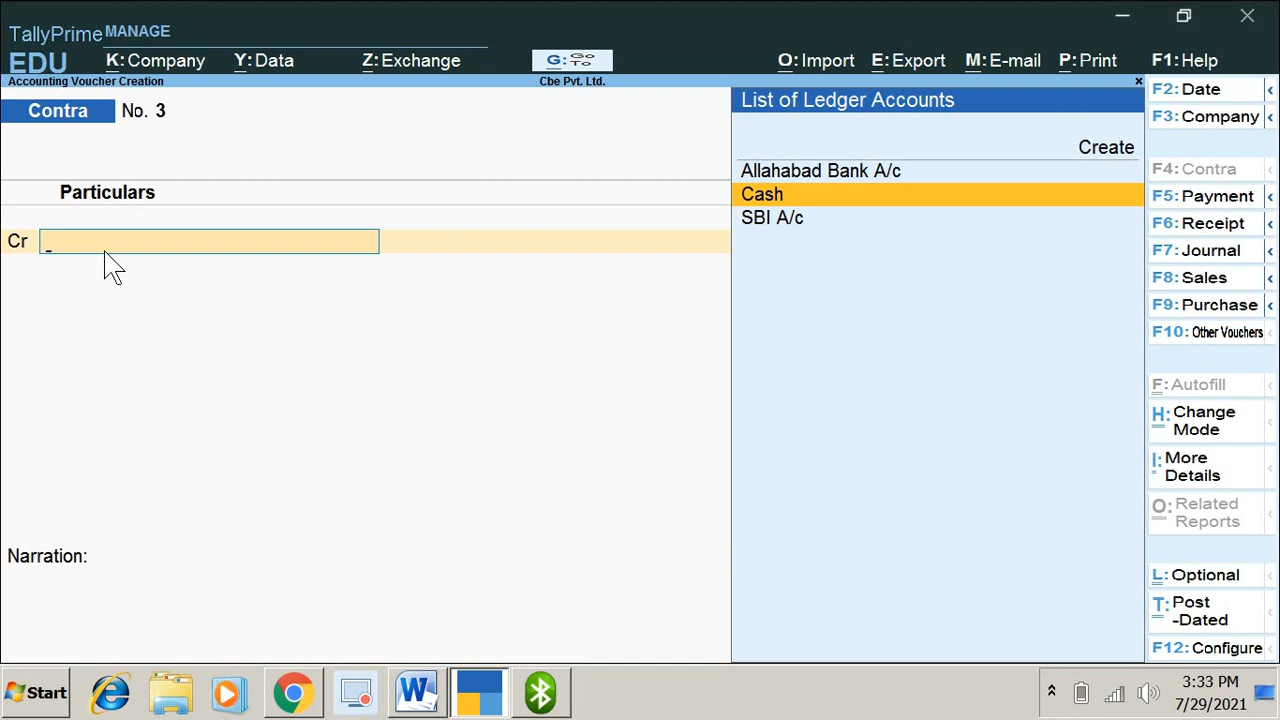 TallyPrime MANAGE
EDU K: Company Y: Data Z: Exchange G: Go To O: Import E: Export M: E-mail P: Print F1: Help
Accounting Voucher Creation Cbe Pvt. Ltd. ×
Contra No. 3
Particulars
Cr
Narration:
List of Ledger Accounts
Create
Allahabad Bank A/c
Cash
SBI A/c
F2: Date
F3: Company
F4: Contra
F5: Payment
F6: Receipt
F7: Journal
F8: Sales
F9: Purchase
F10: Other Vouchers
F: Autofill
H: Change
Mode
I: More
Details
O: Related
Reports
L: Optional
T: Post
-Dated
F12: Configure
Start
3:33 PM
7/29/2021